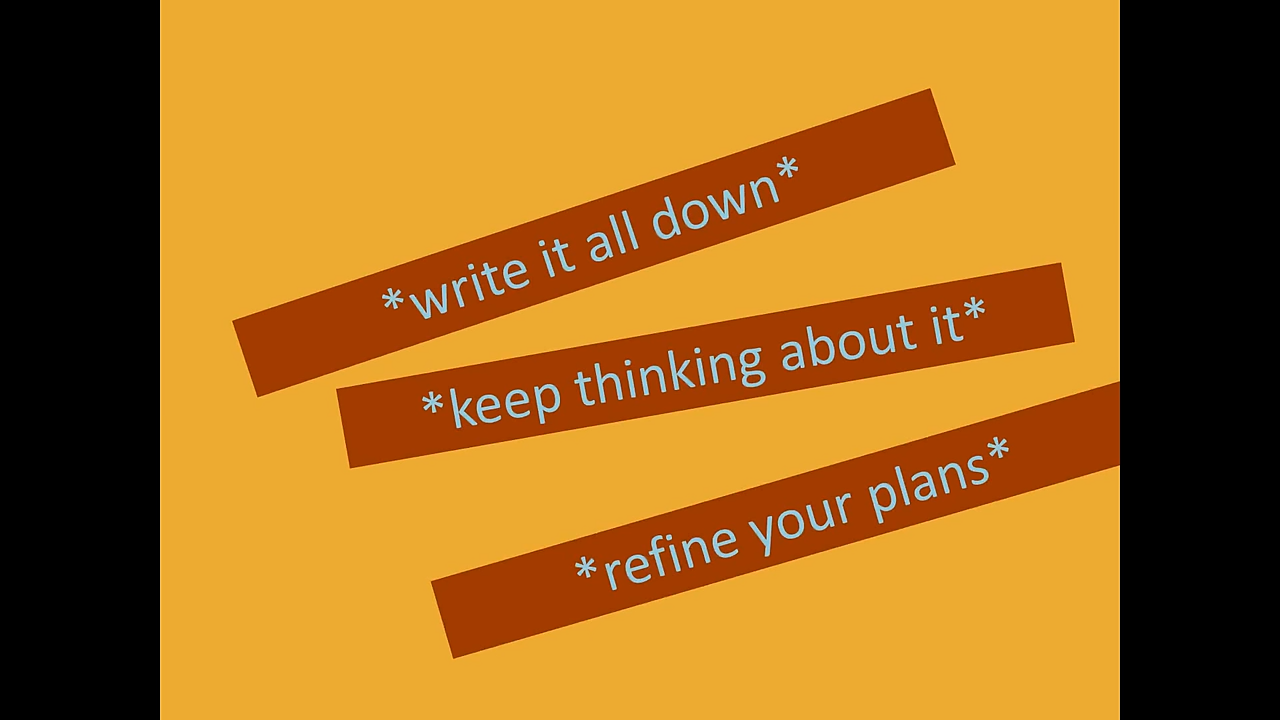 *write it all down*
*keep thinking about it*
*refine your plans*